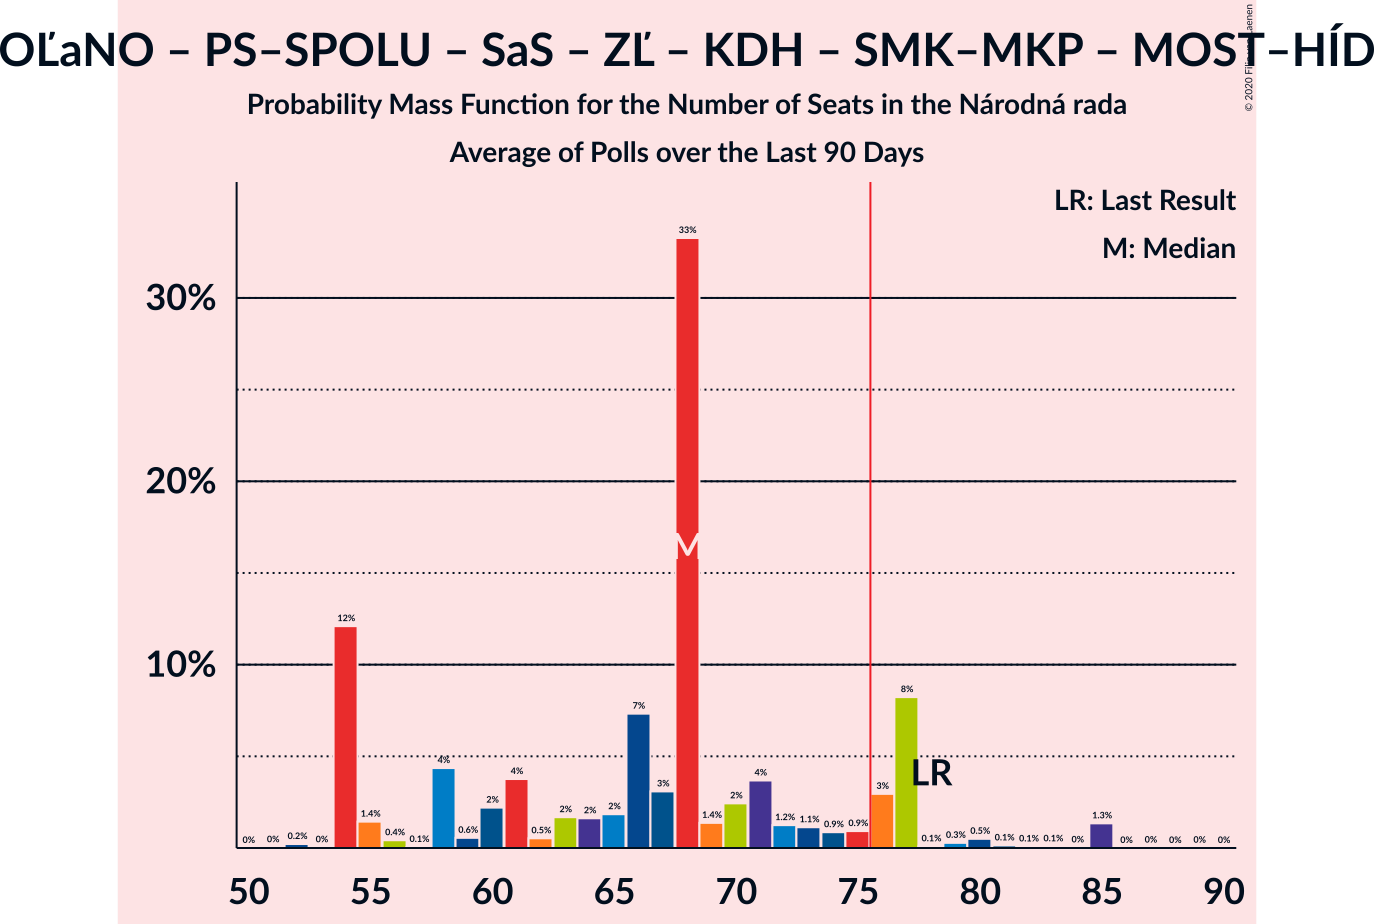 OĽaNO – PS–SPOLU – SaS – ZĽ – KDH – SMK–MKP – MOST–HÍD
Probability Mass Function for the Number of Seats in the Národná rada
Average of Polls over the Last 90 Days
LR: Last Result
M: Median
30%
20%
10%
0% 0% 0.2% 0% 12% 1.4% 0.4% 0.1% 4% 0.6% 2% 4% 0.5% 2% 2% 2% 7% 3% 33% 1.4% 2% 4% 1.2% 1.1% 0.9% 0.9% 3% 8% 0.1% 0.3% 0.5% 0.1% 0.1% 0.1% 0% 1.3% 0% 0% 0% 0% 0%
M
LR
50 55 60 65 70 75 80 85 90
© 2020